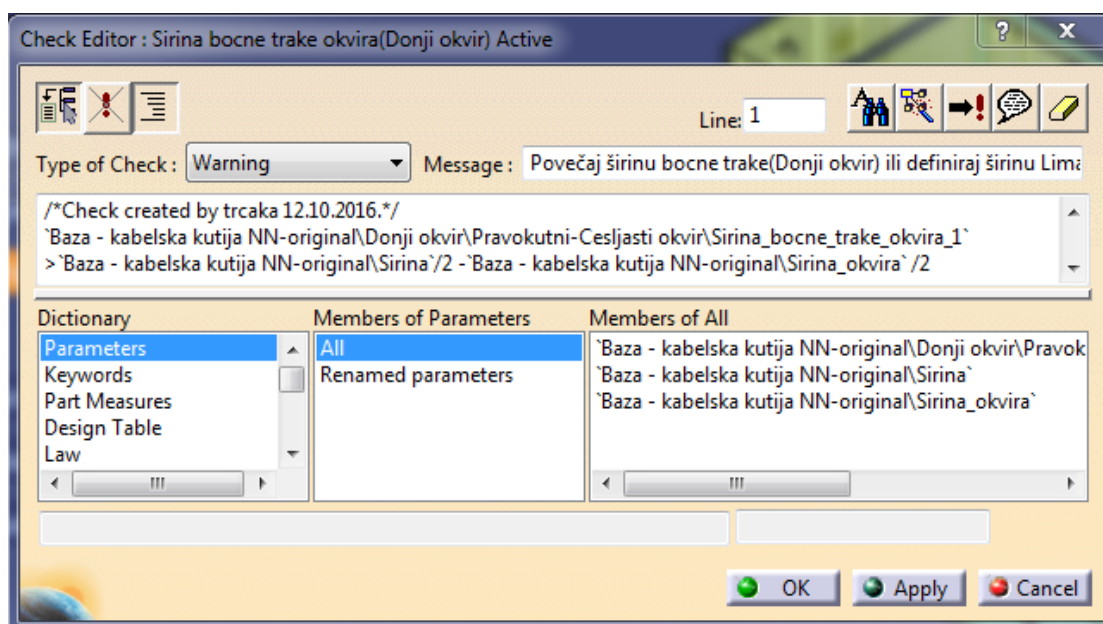 Check Editor : Sirina bocne trake okvira(Donji okvir) Active
? X
Line: 1
Type of Check : Warning Message : Povečaj širinu bocne trake(Donji okvir) ili definiraj širinu Lima
/*Check created by trcaka 12.10.2016.*/
`Baza - kabelska kutija NN-original\Donji okvir\Pravokutni-Cesljasti okvir\Sirina_bocne_trake_okvira_1`
>`Baza - kabelska kutija NN-original\Sirina`/2 -`Baza - kabelska kutija NN-original\Sirina_okvira` /2
Dictionary Members of Parameters Members of All
Parameters All `Baza - kabelska kutija NN-original\Donji okvir\Pravok
Keywords Renamed parameters `Baza - kabelska kutija NN-original\Sirina`
Part Measures `Baza - kabelska kutija NN-original\Sirina_okvira`
Design Table
Law
OK Apply Cancel